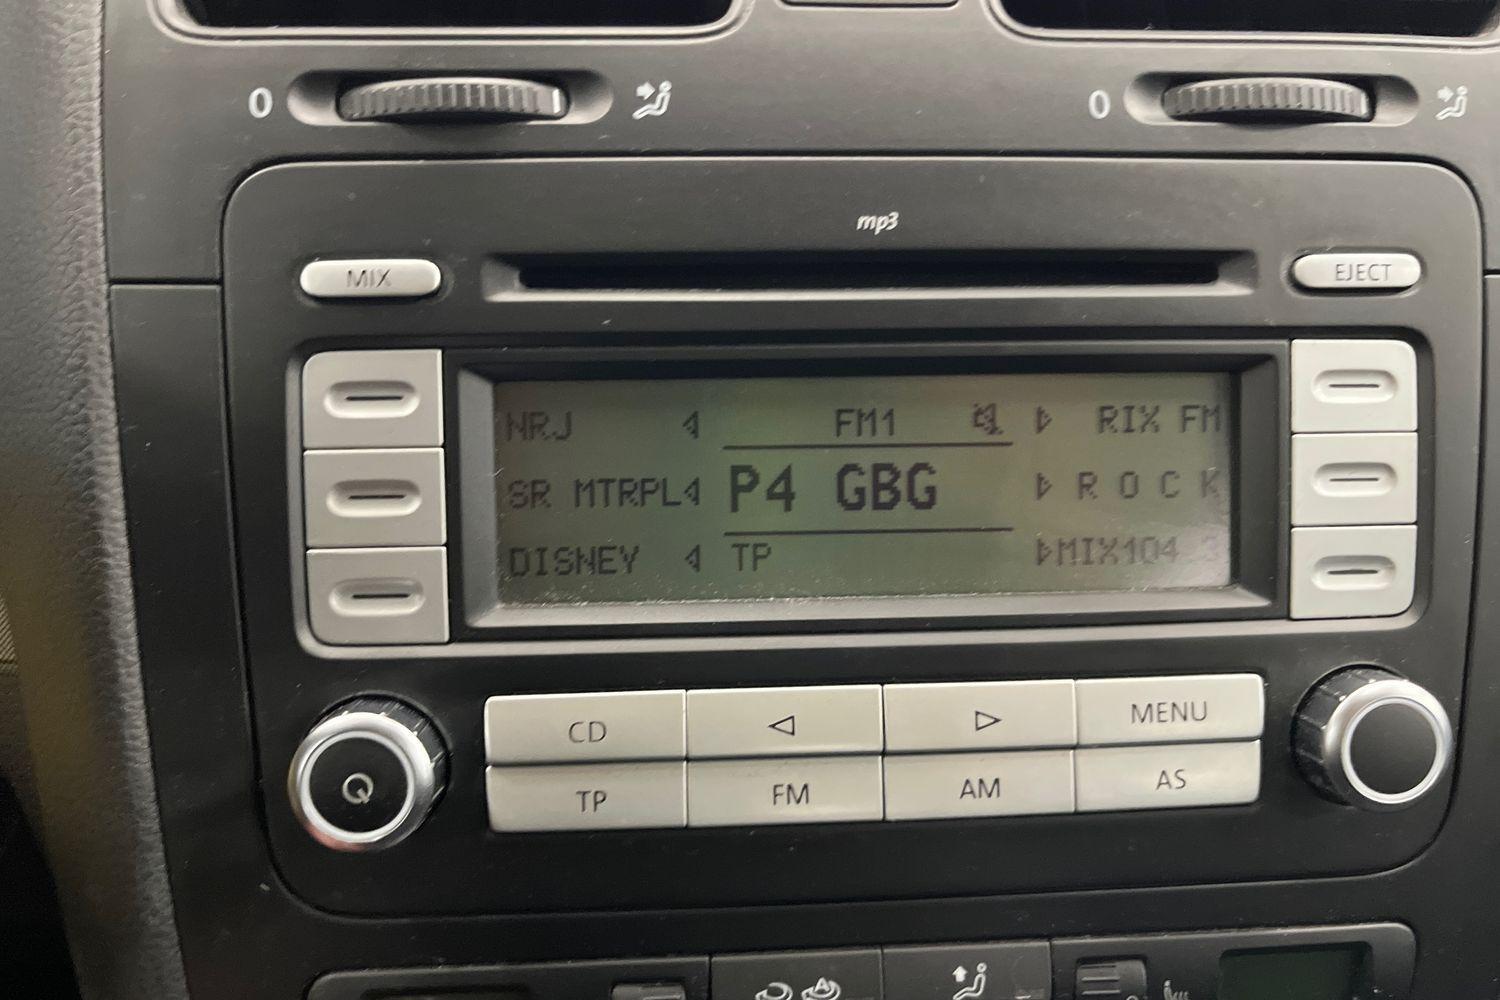 0
0
mp3
MIX
EJECT
NRJ FM1 RIX FM
SR MTRPL P4 GBG R O C K
DISNEY TP MIX104
CD MENU
TP FM AM AS